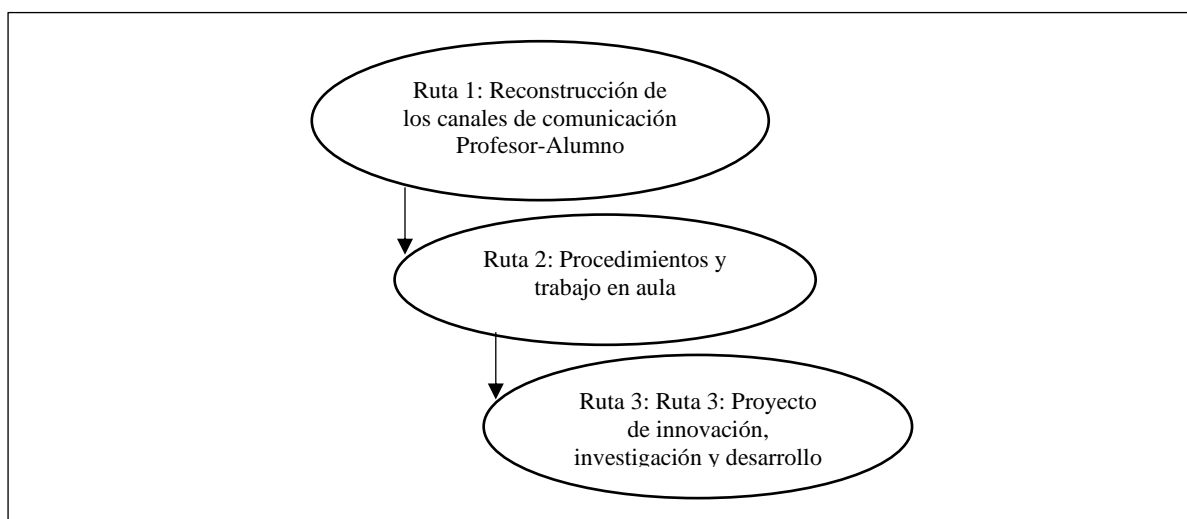 Ruta 1: Reconstrucción de
los canales de comunicación
Profesor-Alumno
Ruta 2: Procedimientos y
trabajo en aula
Ruta 3: Ruta 3: Proyecto
de innovación,
investigación y desarrollo